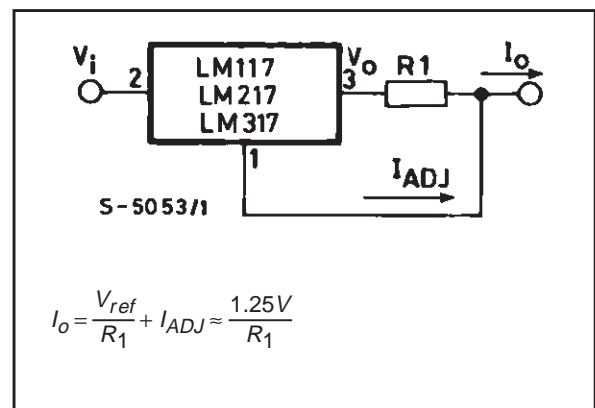 Vi
2
LM117
LM217
LM317
Vo
3
R1
Io
1
IADJ
S-5053/1
Io = Vref/R1 + IADJ ≈ 1.25V/R1